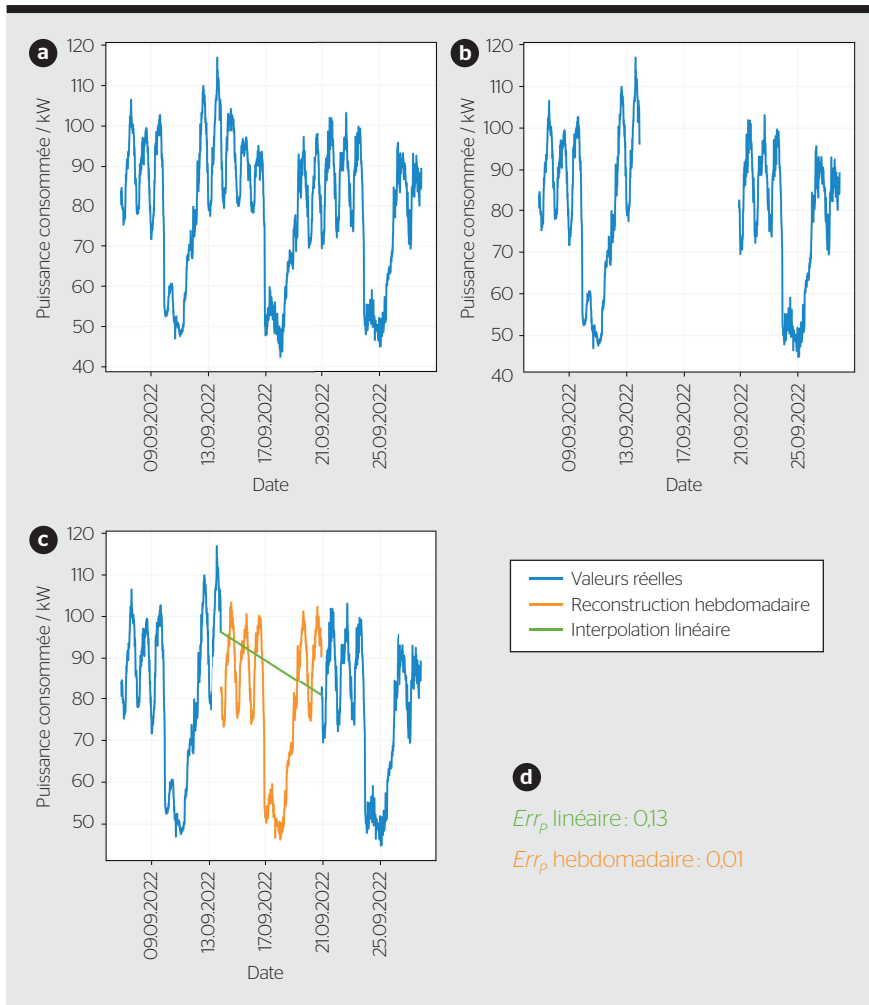 a
120
110
100
90
80
70
60
50
40
Puissance consommée / kW
09.09.2022
13.09.2022
17.09.2022
21.09.2022
25.09.2022
Date
b
120
110
100
90
80
70
60
50
40
Puissance consommée / kW
09.09.2022
13.09.2022
17.09.2022
21.09.2022
25.09.2022
Date
c
120
110
100
90
80
70
60
50
Puissance consommée / kW
09.09.2022
13.09.2022
17.09.2022
21.09.2022
25.09.2022
Date
Valeurs réelles
Reconstruction hebdomadaire
Interpolation linéaire
d
Err_P linéaire : 0,13
Err_P hebdomadaire : 0,01